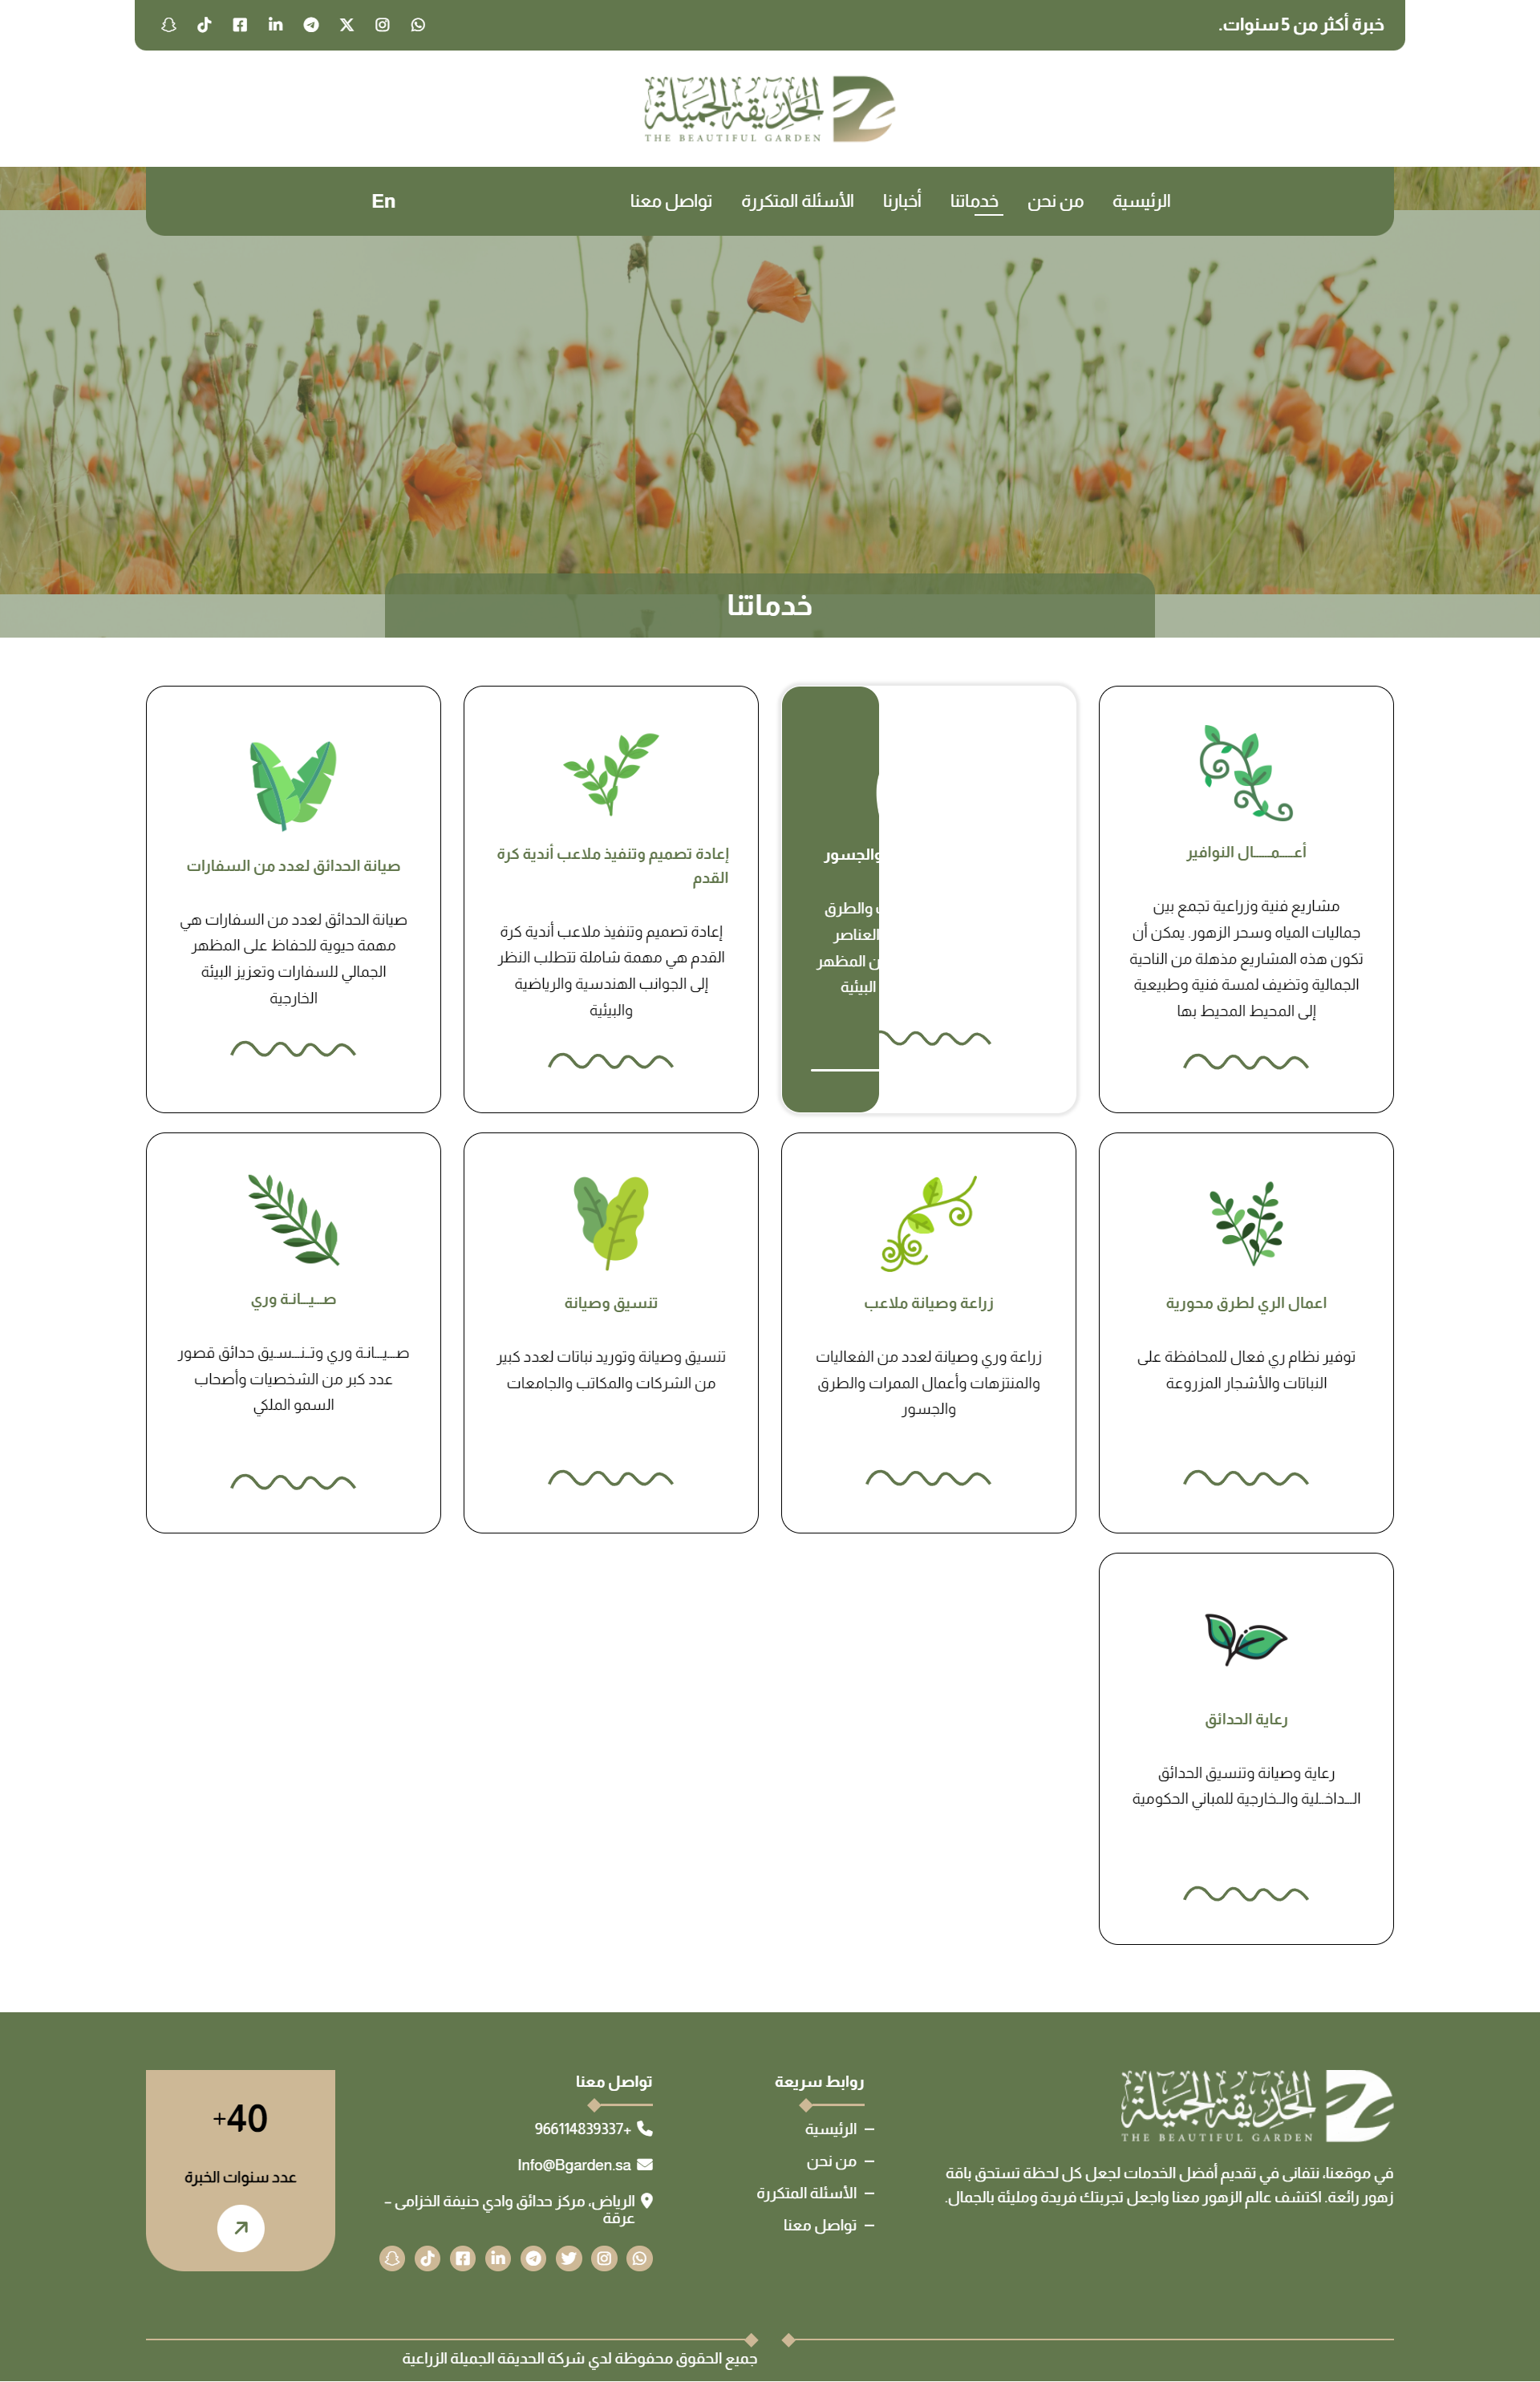 خبرة أكثر من 5 سنوات.
الحديقة الجميلة
THE BEAUTIFUL GARDEN
الرئيسية
من نحن
خدماتنا
أخبارنا
الأسئلة المتكررة
تواصل معنا
En
خدماتنا
أعــــمـــــال النوافير
مشاريع فنية وزراعية تجمع بين
جماليات المياه وسحر الزهور. يمكن أن
تكون هذه المشاريع مذهلة من الناحية
الجمالية وتضيف لمسة فنية وطبيعية
إلى المحيط المحيط بها
والجسور
والطرق
العناصر
المظهر
البيئية
إعادة تصميم وتنفيذ ملاعب أندية كرة
القدم
إعادة تصميم وتنفيذ ملاعب أندية كرة
القدم هي مهمة شاملة تتطلب النظر
إلى الجوانب الهندسية والرياضية
والبيئية
صيانة الحدائق لعدد من السفارات
صيانة الحدائق لعدد من السفارات هي
مهمة حيوية للحفاظ على المظهر
الجمالي للسفارات وتعزيز البيئة
الخارجية
اعمال الري لطرق محورية
توفير نظام ري فعال للمحافظة على
النباتات والأشجار المزروعة
زراعة وصيانة ملاعب
زراعة وري وصيانة لعدد من الفعاليات
والمنتزهات وأعمال الممرات والطرق
والجسور
تنسيق وصيانة
تنسيق وصيانة وتوريد نباتات لعدد كبير
من الشركات والمكاتب والجامعات
صـــيـــانـة وري
صـــيـــانـة وري وتــنـــسـيق حدائق قصور
عدد كبر من الشخصيات وأصحاب
السمو الملكي
رعاية الحدائق
رعاية وصيانة وتنسيق الحدائق
الـــداخــلية والــخارجية للمباني الحكومية
الحديقة الجميلة
THE BEAUTIFUL GARDEN
في موقعنا، نتفانى في تقديم أفضل الخدمات لجعل كل لحظة تستحق باقة
زهور رائعة. اكتشف عالم الزهور معنا واجعل تجربتك فريدة ومليئة بالجمال.
روابط سريعة
– الرئيسية
– من نحن
– الأسئلة المتكررة
– تواصل معنا
تواصل معنا
+966114839337
Info@Bgarden.sa
الرياض، مركز حدائق وادي حنيفة الخزامى –
عرقة
+40
عدد سنوات الخبرة
جميع الحقوق محفوظة لدي شركة الحديقة الجميلة الزراعية